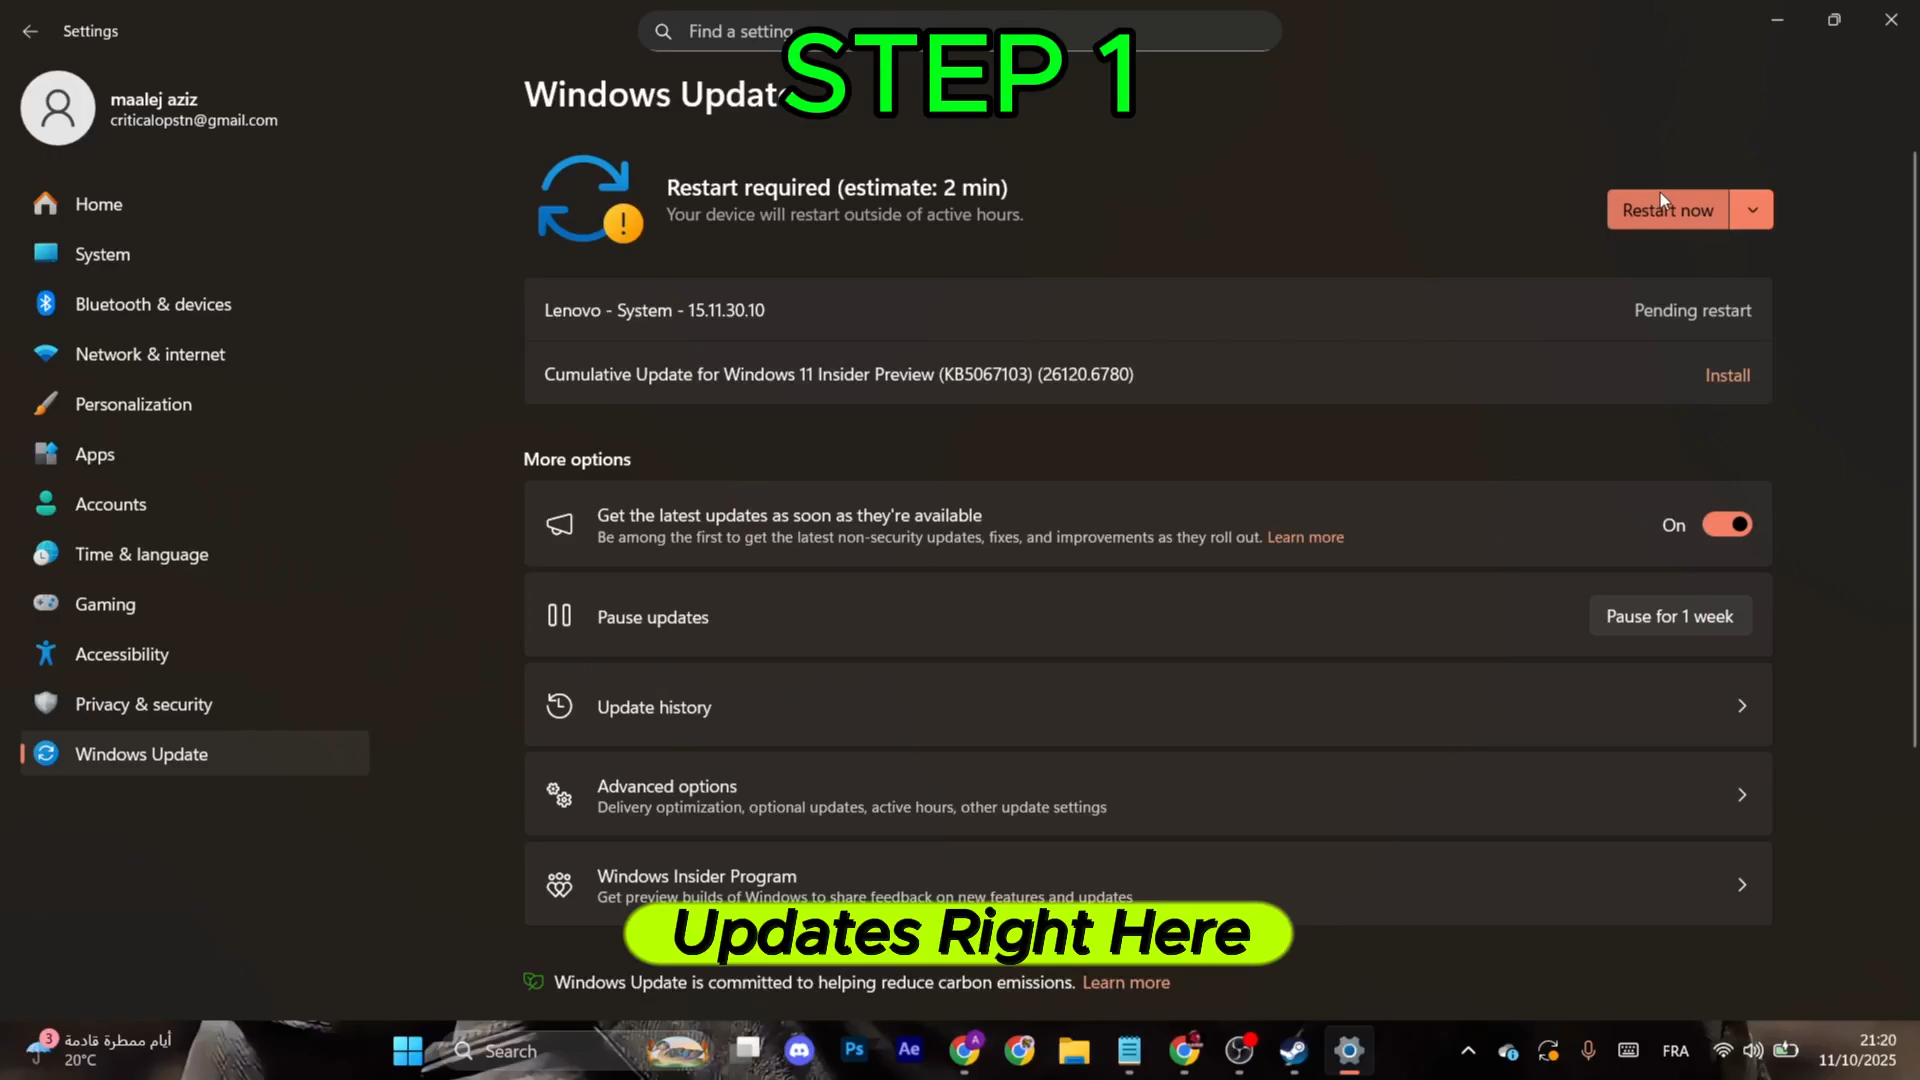 Settings
Find a setting
STEP 1
maalej aziz
criticalopstn@gmail.com
Home
System
Bluetooth & devices
Network & internet
Personalization
Apps
Accounts
Time & language
Gaming
Accessibility
Privacy & security
Windows Update
Windows Update
Restart required (estimate: 2 min)
Your device will restart outside of active hours.
Restart now
Lenovo - System - 15.11.30.10
Pending restart
Cumulative Update for Windows 11 Insider Preview (KB5067103) (26120.6780)
Install
More options
Get the latest updates as soon as they're available
Be among the first to get the latest non-security updates, fixes, and improvements as they roll out. Learn more
On
Pause updates
Pause for 1 week
Update history
Advanced options
Delivery optimization, optional updates, active hours, other update settings
Windows Insider Program
Get preview builds of Windows to share feedback on new features and updates
Updates Right Here
Windows Update is committed to helping reduce carbon emissions. Learn more
3
أيام ممطرة قادمة
20°C
Search
Ps
Ae
A
FRA
21:20
11/10/2025